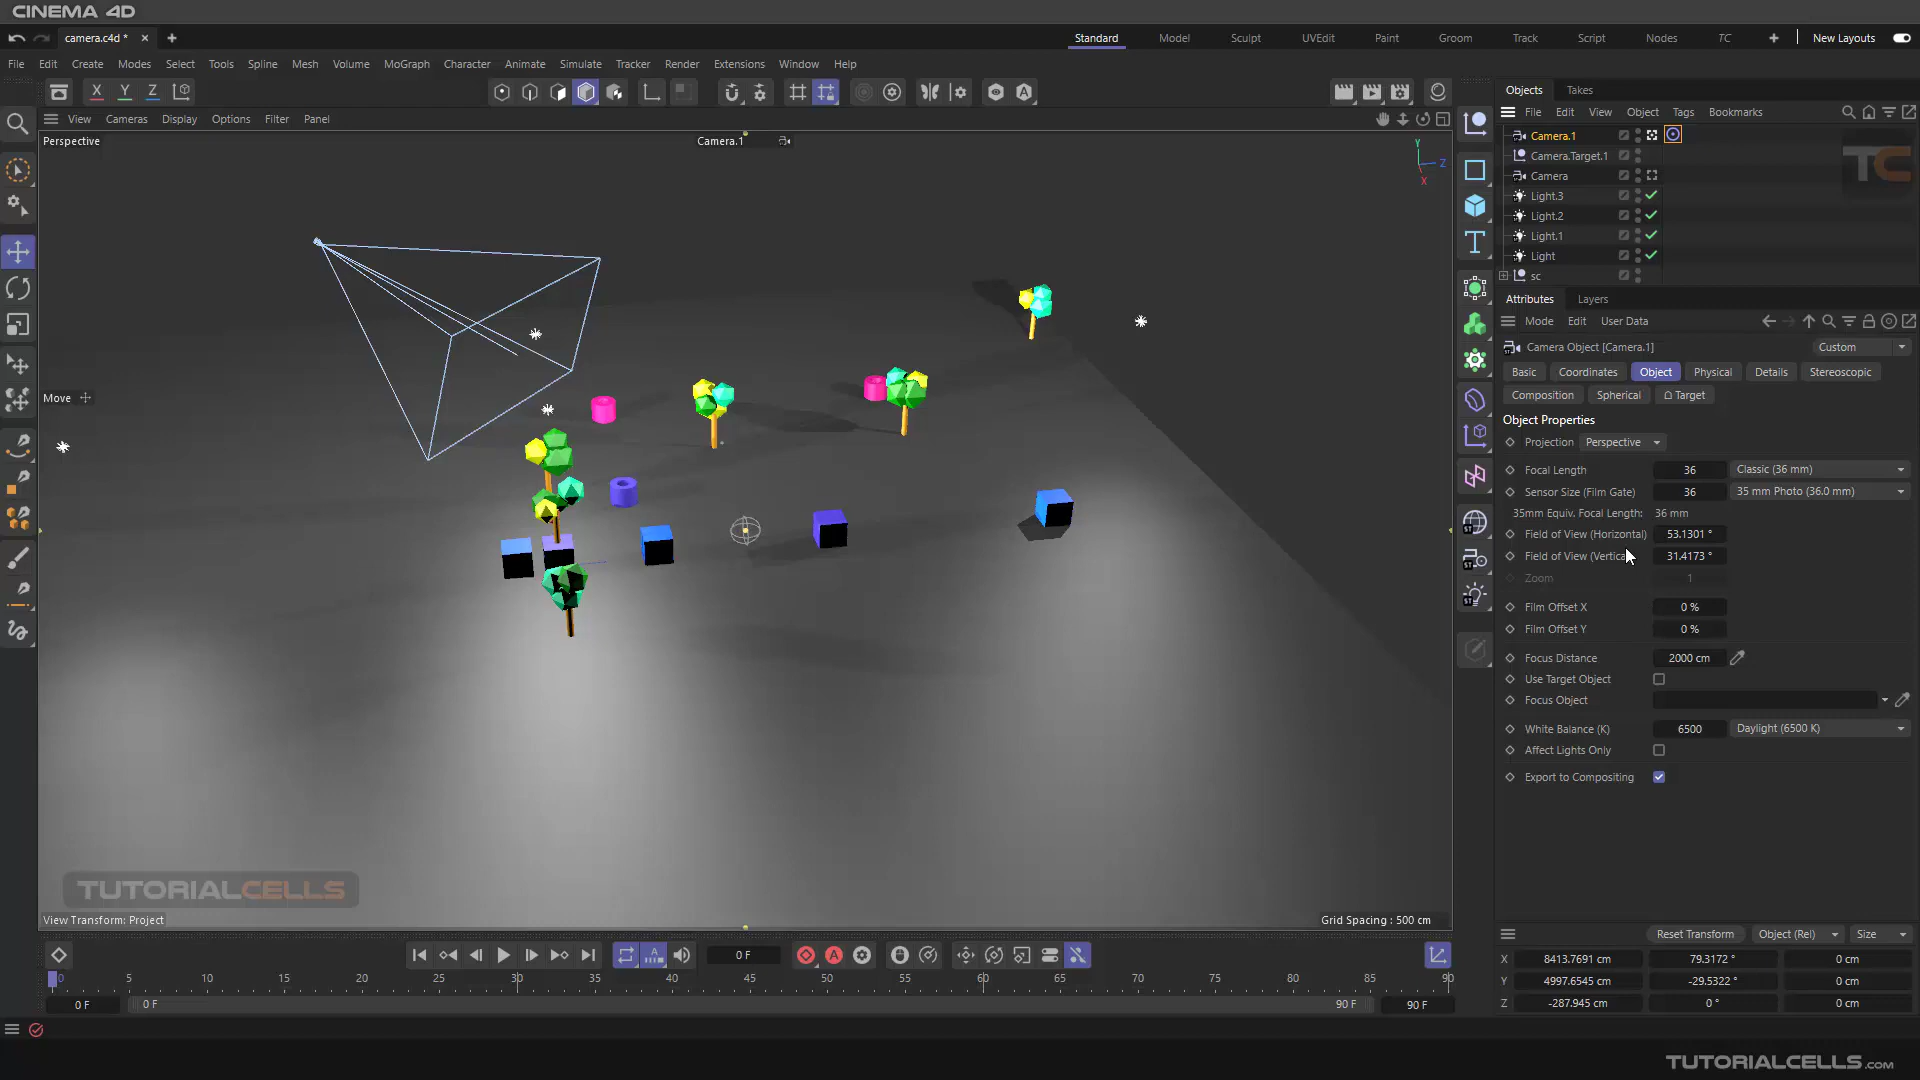 CINEMA 4D
camera.c4d * × +
Standard Model Sculpt UVEdit Paint Groom Track Script Nodes TC + New Layouts
File Edit Create Modes Select Tools Spline Mesh Volume MoGraph Character Animate Simulate Tracker Render Extensions Window Help
X Y Z
View Cameras Display Options Filter Panel
Perspective
Camera.1
Y
Z
X
Move
TUTORIALCELLS
View Transform: Project
Grid Spacing : 500 cm
Objects Takes
File Edit View Object Tags Bookmarks
Camera.1
Camera.Target.1
Camera
Light.3
Light.2
Light.1
Light
sc
TC
Attributes Layers
Mode Edit User Data
Camera Object [Camera.1] Custom
Basic Coordinates Object Physical Details Stereoscopic
Composition Spherical Target
Object Properties
Projection Perspective
Focal Length 36 Classic (36 mm)
Sensor Size (Film Gate) 36 35 mm Photo (36.0 mm)
35mm Equiv. Focal Length: 36 mm
Field of View (Horizontal) 53.1301 °
Field of View (Vertica 31.4173 °
Zoom 1
Film Offset X 0 %
Film Offset Y 0 %
Focus Distance 2000 cm
Use Target Object
Focus Object
White Balance (K) 6500 Daylight (6500 K)
Affect Lights Only
Export to Compositing
0 F
0 5 10 15 20 25 30 35 40 45 50 55 60 65 70 75 80 85 90
0 F 0 F 90 F 90 F
Reset Transform Object (Rel) Size
X 8413.7691 cm 79.3172 ° 0 cm
Y 4997.6545 cm -29.5322 ° 0 cm
Z -287.945 cm 0 ° 0 cm
TUTORIALCELLS.COM